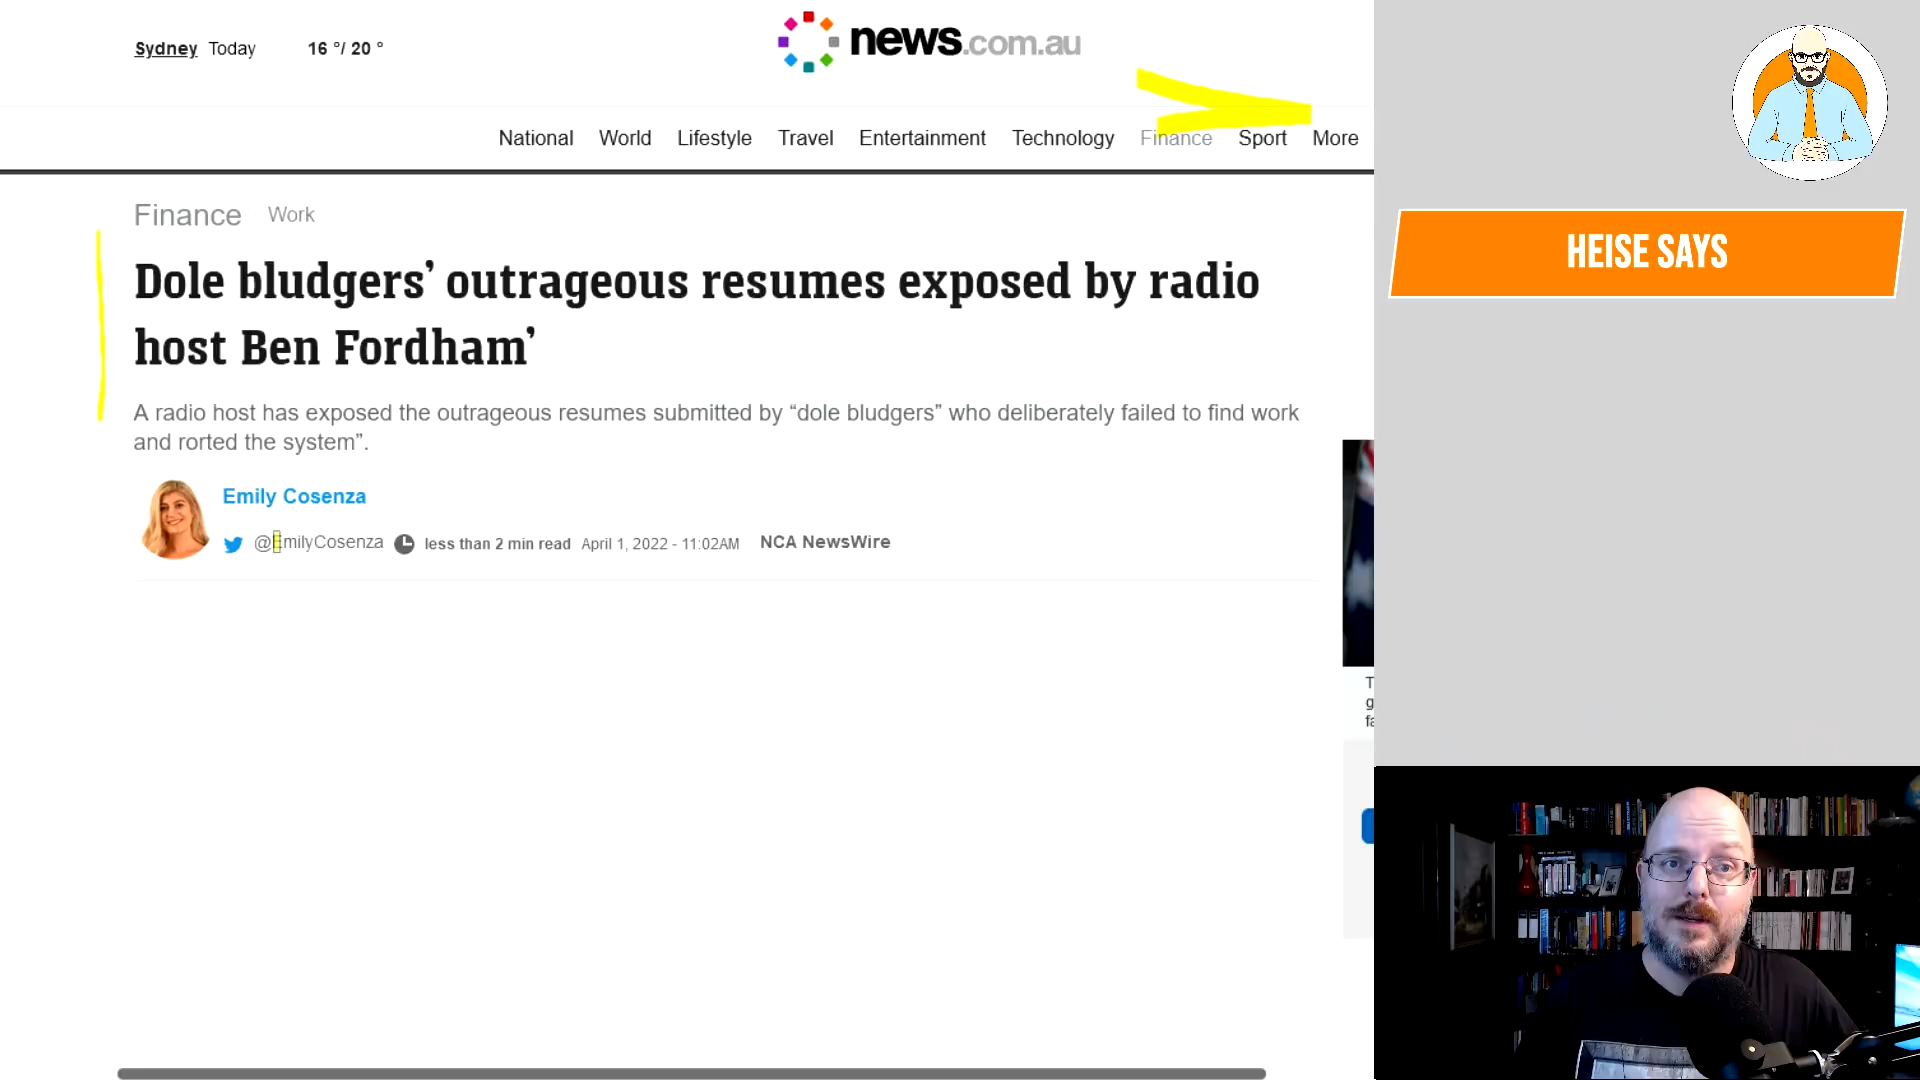 Sydney Today 16 °/ 20 °
news.com.au
National World Lifestyle Travel Entertainment Technology Finance Sport More
Finance Work
Dole bludgers’ outrageous resumes exposed by radio
host Ben Fordham’
A radio host has exposed the outrageous resumes submitted by “dole bludgers” who deliberately failed to find work
and rorted the system”.
Emily Cosenza
@EmilyCosenza less than 2 min read April 1, 2022 - 11:02AM NCA NewsWire
T
g
fa
HEISE SAYS